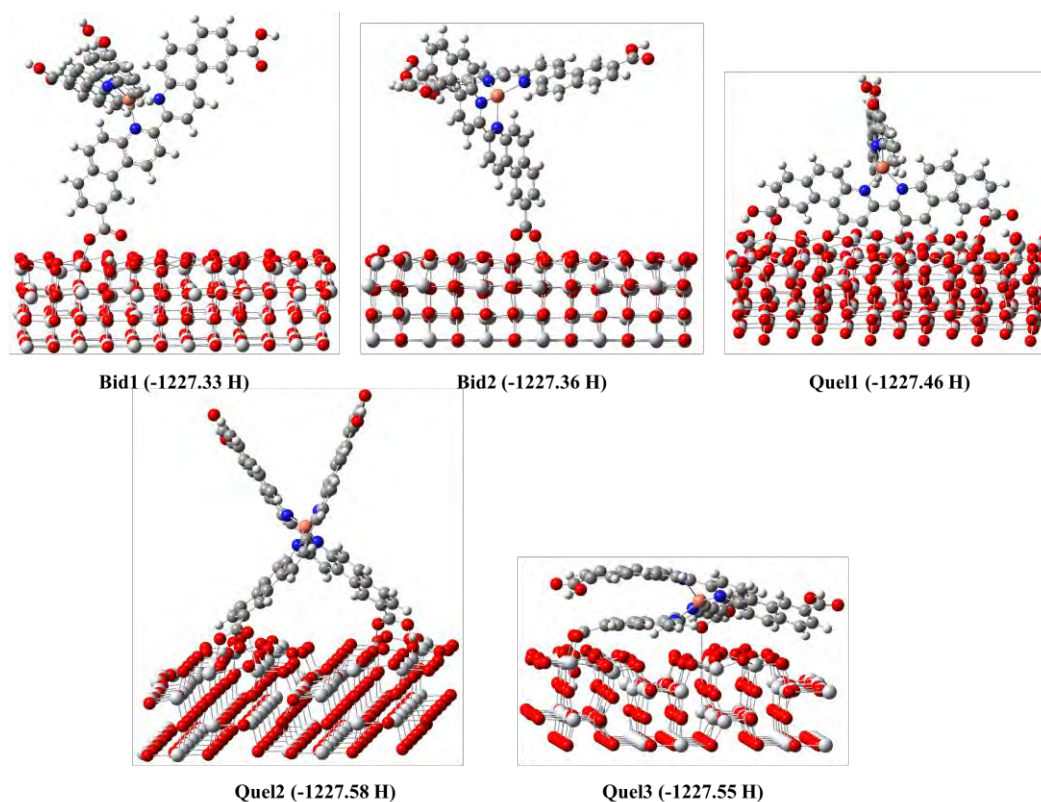 Bid1 (-1227.33 H)
Bid2 (-1227.36 H)
Quel1 (-1227.46 H)
Quel2 (-1227.58 H)
Quel3 (-1227.55 H)